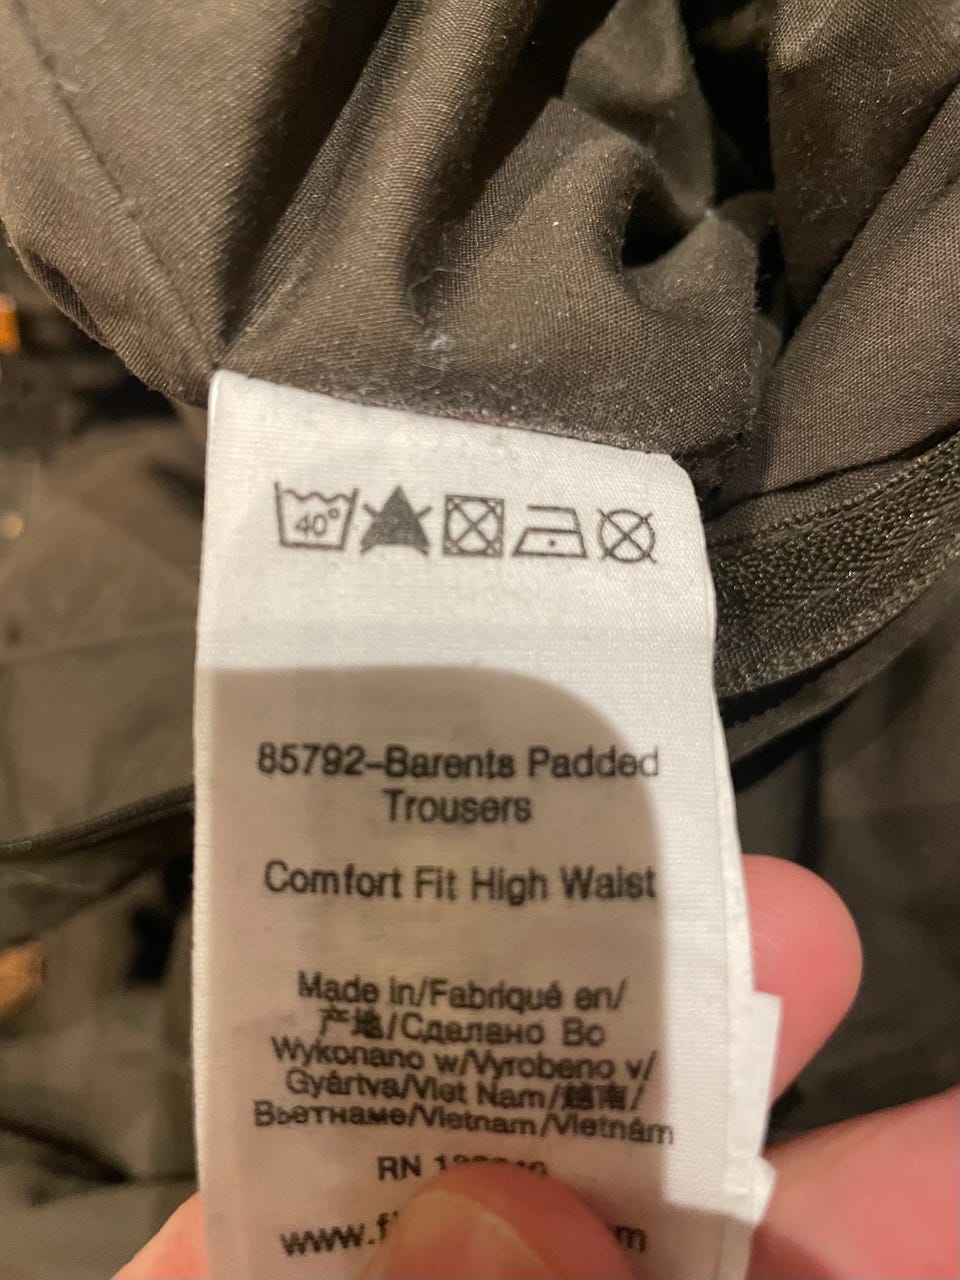 40°
85792-Barents Padded
Trousers
Comfort Fit High Waist
Made in/Fabriqué en/
产地/Сделано Во
Wykonano w/Vyrobeno v/
Gyártva/Viet Nam/越南/
Вьетнаме/Vietnam/Vietnám
RN